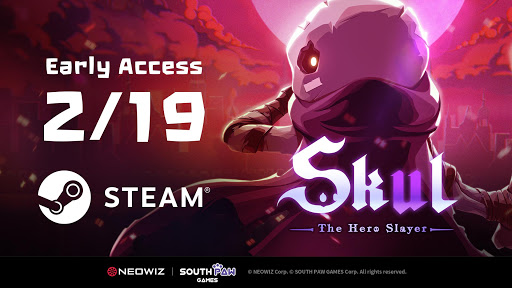 Early Access
2/19
STEAM®
Skul
The Hero Slayer
NEOWIZ
SOUTH PAW
GAMES
© NEOWIZ Corp. © SOUTH PAW GAMES Corp. All rights reserved.